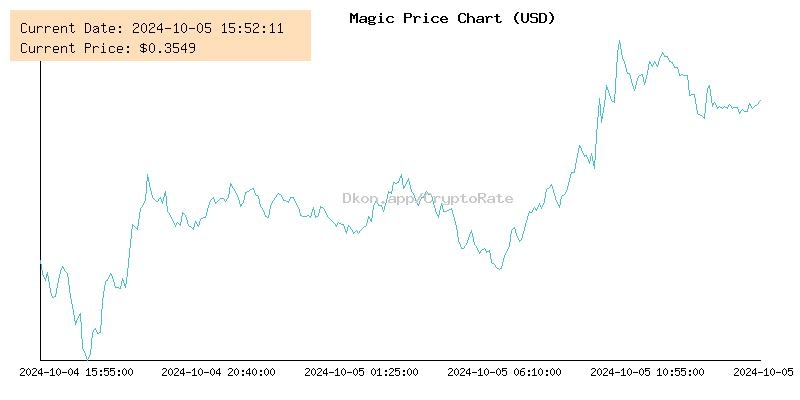 Magic Price Chart (USD)
Current Date: 2024-10-05 15:52:11
Current Price: $0.3549
Dkon.app/CryptoRate
2024-10-04 15:55:00 2024-10-04 20:40:00 2024-10-05 01:25:00 2024-10-05 06:10:00 2024-10-05 10:55:00 2024-10-05